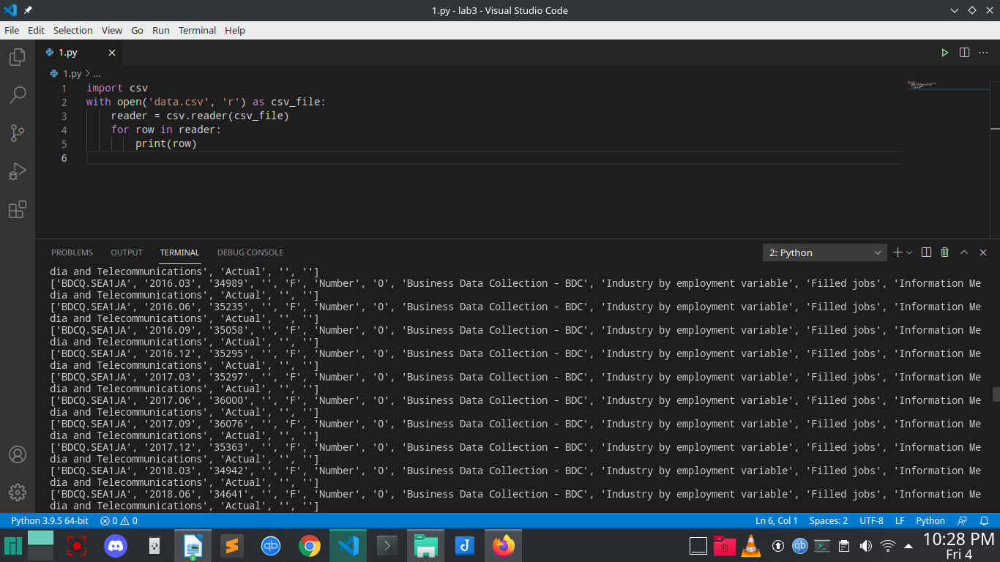 1.py - lab3 - Visual Studio Code
File Edit Selection View Go Run Terminal Help
1.py
1.py > ...
1 import csv
2 with open('data.csv', 'r') as csv_file:
3 reader = csv.reader(csv_file)
4 for row in reader:
5 print(row)
6
PROBLEMS OUTPUT TERMINAL DEBUG CONSOLE 2: Python
dia and Telecommunications', 'Actual', '', '']
['BDCQ.SEA1JA', '2016.03', '34989', '', 'F', 'Number', '0', 'Business Data Collection - BDC', 'Industry by employment variable', 'Filled jobs', 'Information Me
dia and Telecommunications', 'Actual', '', '']
['BDCQ.SEA1JA', '2016.06', '35235', '', 'F', 'Number', '0', 'Business Data Collection - BDC', 'Industry by employment variable', 'Filled jobs', 'Information Me
dia and Telecommunications', 'Actual', '', '']
['BDCQ.SEA1JA', '2016.09', '35058', '', 'F', 'Number', '0', 'Business Data Collection - BDC', 'Industry by employment variable', 'Filled jobs', 'Information Me
dia and Telecommunications', 'Actual', '', '']
['BDCQ.SEA1JA', '2016.12', '35295', '', 'F', 'Number', '0', 'Business Data Collection - BDC', 'Industry by employment variable', 'Filled jobs', 'Information Me
dia and Telecommunications', 'Actual', '', '']
['BDCQ.SEA1JA', '2017.03', '35297', '', 'F', 'Number', '0', 'Business Data Collection - BDC', 'Industry by employment variable', 'Filled jobs', 'Information Me
dia and Telecommunications', 'Actual', '', '']
['BDCQ.SEA1JA', '2017.06', '36000', '', 'F', 'Number', '0', 'Business Data Collection - BDC', 'Industry by employment variable', 'Filled jobs', 'Information Me
dia and Telecommunications', 'Actual', '', '']
['BDCQ.SEA1JA', '2017.09', '36076', '', 'F', 'Number', '0', 'Business Data Collection - BDC', 'Industry by employment variable', 'Filled jobs', 'Information Me
dia and Telecommunications', 'Actual', '', '']
['BDCQ.SEA1JA', '2017.12', '35363', '', 'F', 'Number', '0', 'Business Data Collection - BDC', 'Industry by employment variable', 'Filled jobs', 'Information Me
dia and Telecommunications', 'Actual', '', '']
['BDCQ.SEA1JA', '2018.03', '34942', '', 'F', 'Number', '0', 'Business Data Collection - BDC', 'Industry by employment variable', 'Filled jobs', 'Information Me
dia and Telecommunications', 'Actual', '', '']
['BDCQ.SEA1JA', '2018.06', '34641', '', 'F', 'Number', '0', 'Business Data Collection - BDC', 'Industry by employment variable', 'Filled jobs', 'Information Me
dia and Telecommunications', 'Actual', '', '']
Python 3.9.5 64-bit 0 0 Ln 6, Col 1 Spaces: 2 UTF-8 LF Python
qb qb 10:28 PM
Fri 4